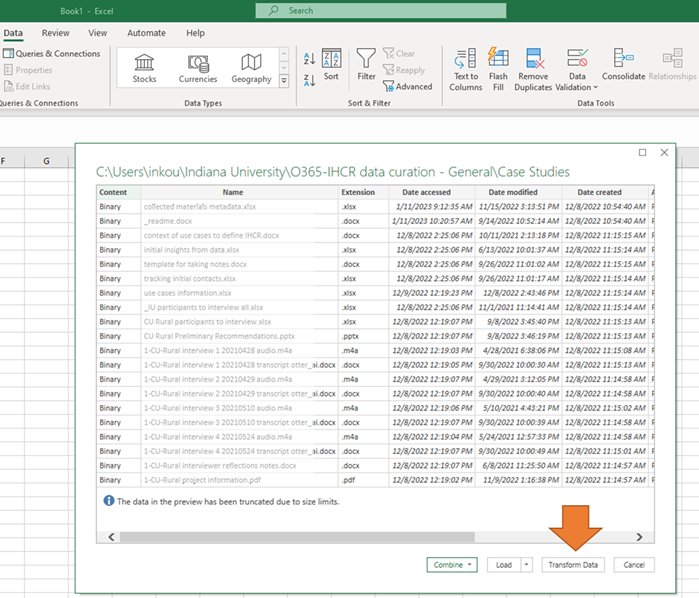 Book1 - Excel
Search
Data Review View Automate Help
Queries & Connections
Properties
Edit Links
Queries & Connections
Stocks
Currencies
Geography
Data Types
Sort
Filter
Clear
Reapply
Advanced
Sort & Filter
Text to Columns
Flash Fill
Remove Duplicates
Data Validation
Consolidate
Relationships
Data Tools
F G
C:\Users\inkou\Indiana University\O365-IHCR data curation - General\Case Studies
Content Name Extension Date accessed Date modified Date created A
Binary collected materials metadata.xlsx .xlsx 1/11/2023 9:12:35 AM 11/15/2022 3:13:51 PM 12/8/2022 10:54:40 AM
Binary _readme.docx .docx 1/11/2023 10:20:57 AM 9/14/2022 10:52:14 AM 12/8/2022 10:54:40 AM
Binary context of use cases to define IHCR.docx .docx 12/8/2022 2:25:06 PM 10/11/2021 2:13:18 PM 12/8/2022 11:15:15 AM
Binary initial insights from data.xlsx .xlsx 12/8/2022 2:25:06 PM 6/13/2022 10:01:37 AM 12/8/2022 11:15:14 AM
Binary template for taking notes.docx .docx 12/8/2022 2:25:06 PM 9/26/2022 11:01:02 AM 12/8/2022 11:15:15 AM
Binary tracking initial contacts.xlsx .xlsx 12/8/2022 2:25:06 PM 9/26/2022 11:01:17 AM 12/8/2022 11:15:14 AM
Binary use cases information.xlsx .xlsx 12/9/2022 12:19:23 PM 12/8/2022 2:43:46 PM 12/8/2022 11:15:14 AM
Binary _IU participants to interview all.xlsx .xlsx 12/8/2022 2:25:06 PM 11/1/2021 11:14:41 AM 12/8/2022 11:15:14 AM
Binary CU Rural participants to interview.xlsx .xlsx 12/8/2022 12:19:07 PM 9/8/2022 3:45:40 PM 12/8/2022 11:15:13 AM
Binary CU Rural Preliminary Recommendations.pptx .pptx 12/8/2022 12:19:07 PM 9/8/2022 3:46:19 PM 12/8/2022 11:15:13 AM
Binary 1-CU-Rural interview 1 20210428 audio.m4a .m4a 12/8/2022 12:19:03 PM 4/28/2021 6:38:06 PM 12/8/2022 11:15:08 AM
Binary 1-CU-Rural interview 1 20210428 transcript otter_ai.docx .docx 12/8/2022 12:19:05 PM 9/30/2022 10:00:30 AM 12/8/2022 11:15:13 AM
Binary 1-CU-Rural interview 2 20210429 audio.m4a .m4a 12/8/2022 12:19:07 PM 4/29/2021 3:12:05 PM 12/8/2022 11:14:58 AM
Binary 1-CU-Rural interview 2 20210429 transcript otter_ai.docx .docx 12/8/2022 12:19:07 PM 9/30/2022 10:00:40 AM 12/8/2022 11:14:58 AM
Binary 1-CU-Rural interview 3 20210510 audio.m4a .m4a 12/8/2022 12:19:06 PM 5/10/2021 4:43:21 PM 12/8/2022 11:15:02 AM
Binary 1-CU-Rural interview 3 20210510 transcript otter_ai.docx .docx 12/8/2022 12:19:07 PM 9/30/2022 10:00:39 AM 12/8/2022 11:14:58 AM
Binary 1-CU-Rural interview 4 20210524 audio.m4a .m4a 12/8/2022 12:19:04 PM 5/24/2021 12:57:33 PM 12/8/2022 11:14:58 AM
Binary 1-CU-Rural interview 4 20210524 transcript otter_ai.docx .docx 12/8/2022 12:19:07 PM 9/30/2022 10:00:49 AM 12/8/2022 11:15:01 AM
Binary 1-CU-Rural interviewer reflections notes.docx .docx 12/8/2022 12:19:07 PM 6/8/2021 11:25:50 AM 12/8/2022 11:14:57 AM
Binary 1-CU-Rural project information.pdf .pdf 12/8/2022 12:19:02 PM 11/9/2022 1:16:38 PM 12/8/2022 11:14:57 AM
The data in the preview has been truncated due to size limits.
Combine Load Transform Data Cancel